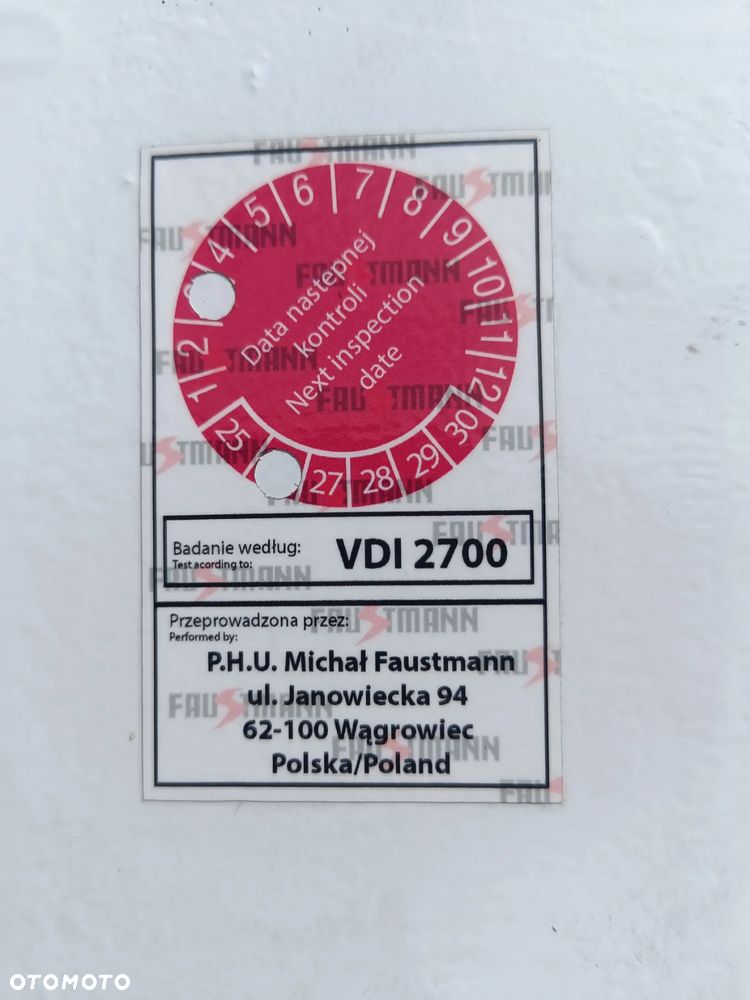 FAUSTMANN
1 2 3 4 5 6 7 8 9 10 11 12
Data następnej
kontroli
Next inspection
date
25 27 28 29 30
Badanie według:
Test acording to:
VDI 2700
Przeprowadzona przez:
Performed by:
P.H.U. Michał Faustmann
ul. Janowiecka 94
62-100 Wągrowiec
Polska/Poland
OTOMOTO